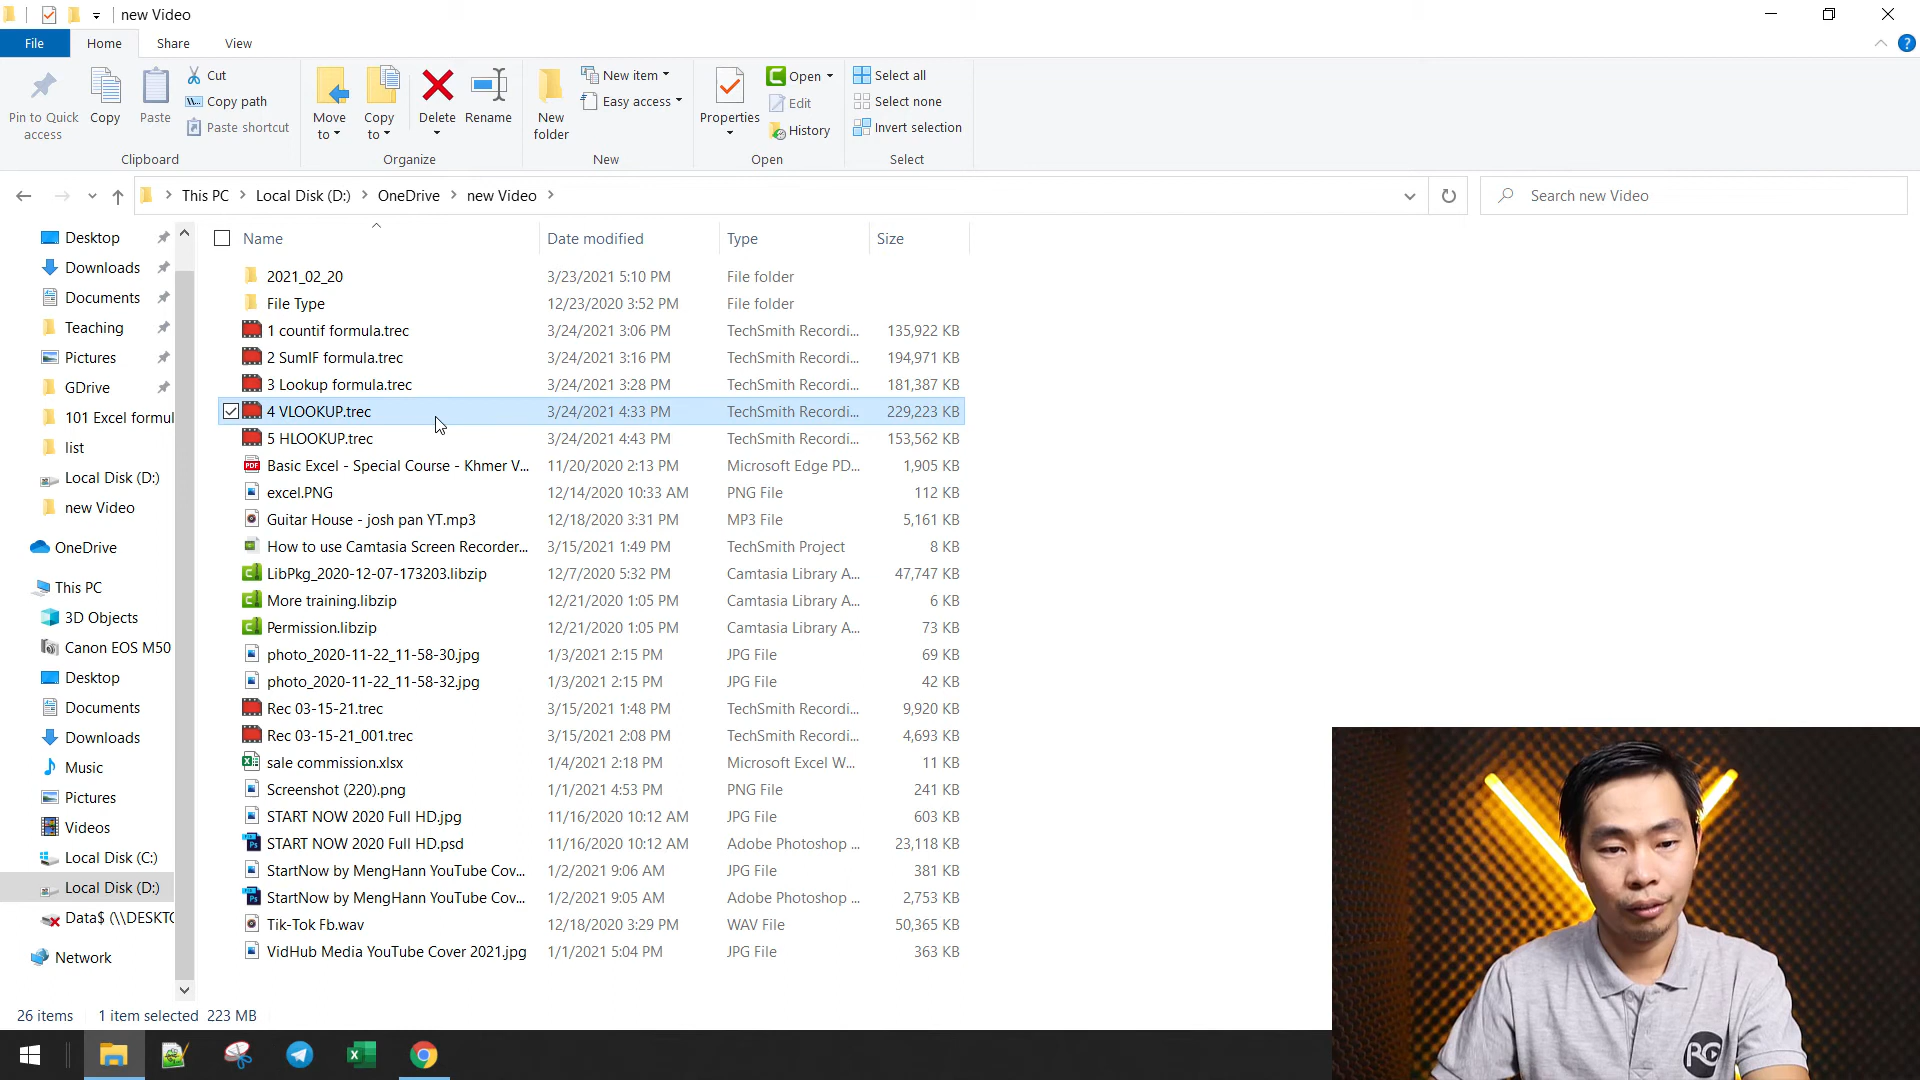 new Video
File
Home
Share
View
Pin to Quick access
Copy
Paste
Cut
Copy path
Paste shortcut
Clipboard
Move to
Copy to
Delete
Rename
Organize
New folder
New item
Easy access
New
Properties
Open
Edit
History
Open
Select all
Select none
Invert selection
Select
This PC
Local Disk (D:)
OneDrive
new Video
Search new Video
Desktop
Downloads
Documents
Teaching
Pictures
GDrive
101 Excel formul
list
Local Disk (D:)
new Video
OneDrive
This PC
3D Objects
Canon EOS M50
Desktop
Documents
Downloads
Music
Pictures
Videos
Local Disk (C:)
Local Disk (D:)
Data$ (\\DESKTO
Network
Name Date modified Type Size
2021_02_20 3/23/2021 5:10 PM File folder
File Type 12/23/2020 3:52 PM File folder
1 countif formula.trec 3/24/2021 3:06 PM TechSmith Recordi... 135,922 KB
2 SumIF formula.trec 3/24/2021 3:16 PM TechSmith Recordi... 194,971 KB
3 Lookup formula.trec 3/24/2021 3:28 PM TechSmith Recordi... 181,387 KB
4 VLOOKUP.trec 3/24/2021 4:33 PM TechSmith Recordi... 229,223 KB
5 HLOOKUP.trec 3/24/2021 4:43 PM TechSmith Recordi... 153,562 KB
Basic Excel - Special Course - Khmer V... 11/20/2020 2:13 PM Microsoft Edge PD... 1,905 KB
excel.PNG 12/14/2020 10:33 AM PNG File 112 KB
Guitar House - josh pan YT.mp3 12/18/2020 3:31 PM MP3 File 5,161 KB
How to use Camtasia Screen Recorder... 3/15/2021 1:49 PM TechSmith Project 8 KB
LibPkg_2020-12-07-173203.libzip 12/7/2020 5:32 PM Camtasia Library A... 47,747 KB
More training.libzip 12/21/2020 1:05 PM Camtasia Library A... 6 KB
Permission.libzip 12/21/2020 1:05 PM Camtasia Library A... 73 KB
photo_2020-11-22_11-58-30.jpg 1/3/2021 2:15 PM JPG File 69 KB
photo_2020-11-22_11-58-32.jpg 1/3/2021 2:15 PM JPG File 42 KB
Rec 03-15-21.trec 3/15/2021 1:48 PM TechSmith Recordi... 9,920 KB
Rec 03-15-21_001.trec 3/15/2021 2:08 PM TechSmith Recordi... 4,693 KB
sale commission.xlsx 1/4/2021 2:18 PM Microsoft Excel W... 11 KB
Screenshot (220).png 1/1/2021 4:53 PM PNG File 241 KB
START NOW 2020 Full HD.jpg 11/16/2020 10:12 AM JPG File 603 KB
START NOW 2020 Full HD.psd 11/16/2020 10:12 AM Adobe Photoshop ... 23,118 KB
StartNow by MengHann YouTube Cov... 1/2/2021 9:06 AM JPG File 381 KB
StartNow by MengHann YouTube Cov... 1/2/2021 9:05 AM Adobe Photoshop ... 2,753 KB
Tik-Tok Fb.wav 12/18/2020 3:29 PM WAV File 50,365 KB
VidHub Media YouTube Cover 2021.jpg 1/1/2021 5:04 PM JPG File 363 KB
26 items 1 item selected 223 MB
RG